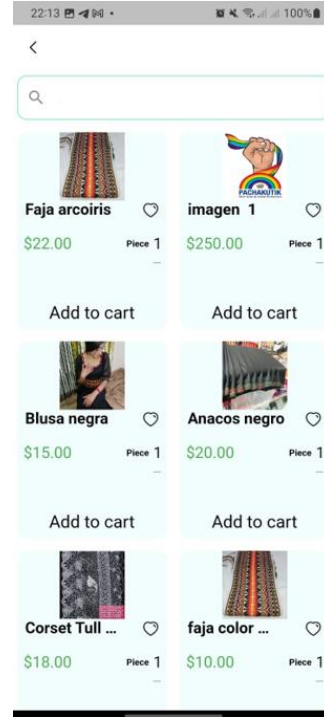 22:13
100%
Faja arcoiris
$22.00 Piece 1
Add to cart
PACHAKUTIK
imagen 1
$250.00 Piece 1
Add to cart
Blusa negra
$15.00 Piece 1
Add to cart
Anacos negro
$20.00 Piece 1
Add to cart
Corset Tull ...
$18.00 Piece 1
faja color ...
$10.00 Piece 1